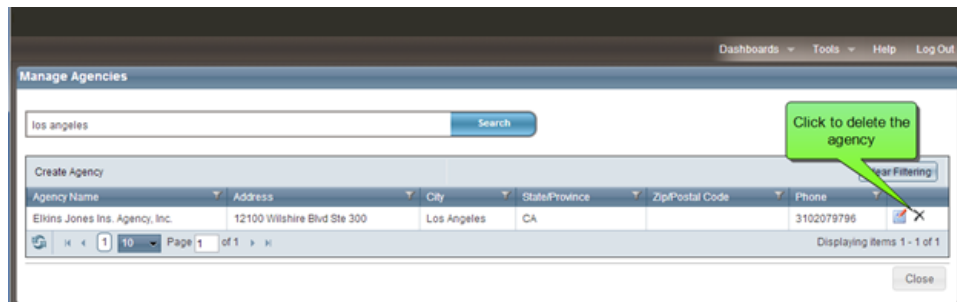 Dashboards Tools Help Log Out
Manage Agencies
los angeles Search
Click to delete the
agency
Create Agency ear Filtering
Agency Name Address City State/Province Zip/Postal Code Phone
Elkins Jones Ins. Agency, Inc. 12100 Wilshire Blvd Ste 300 Los Angeles CA 3102079796
1 10 Page 1 of 1 Displaying items 1 - 1 of 1
Close